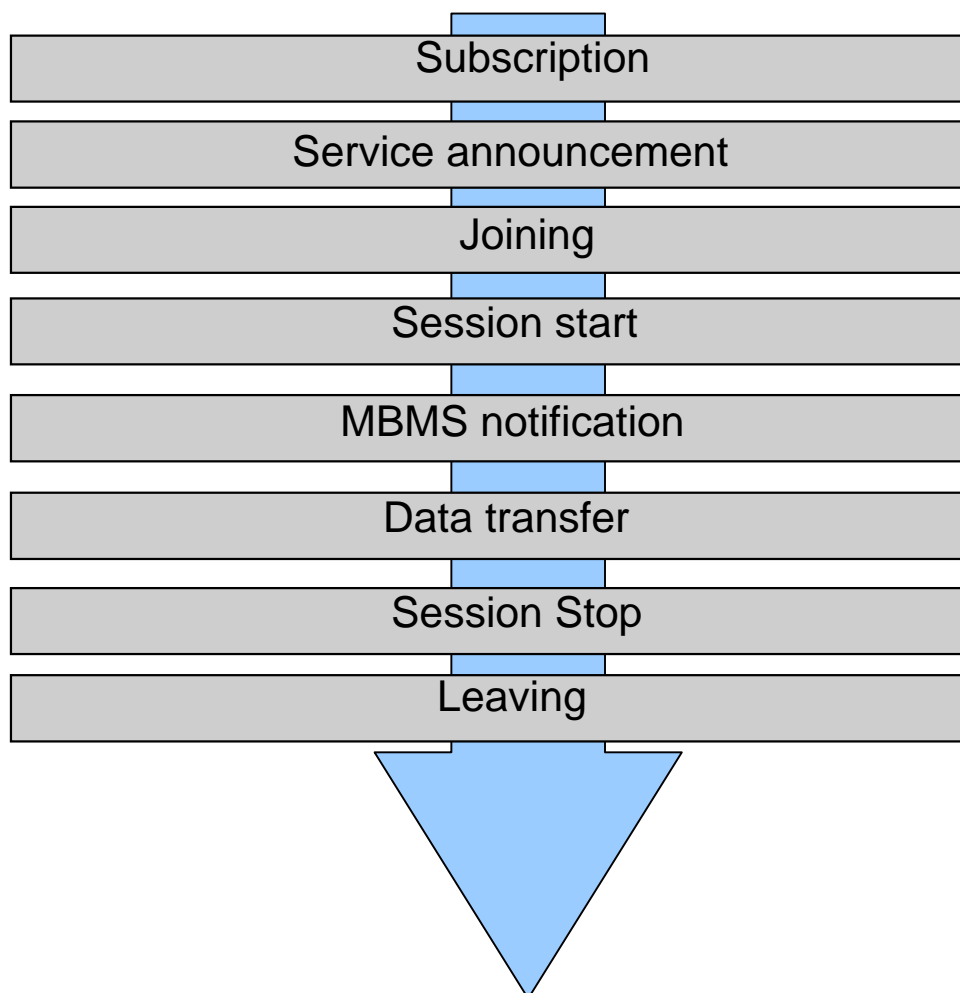 Subscription
Service announcement
Joining
Session start
MBMS notification
Data transfer
Session Stop
Leaving